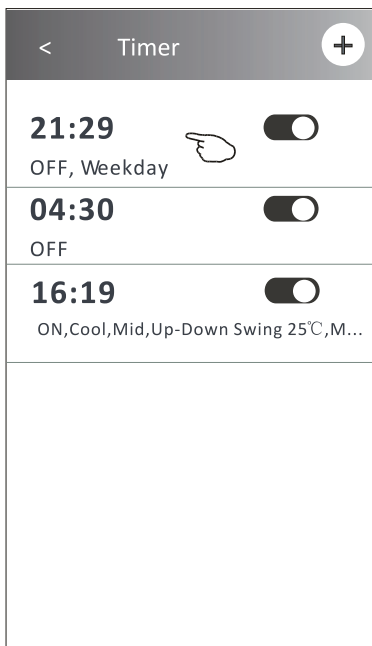 < Timer +
21:29
OFF, Weekday
04:30
OFF
16:19
ON,Cool,Mid,Up-Down Swing 25℃,M...